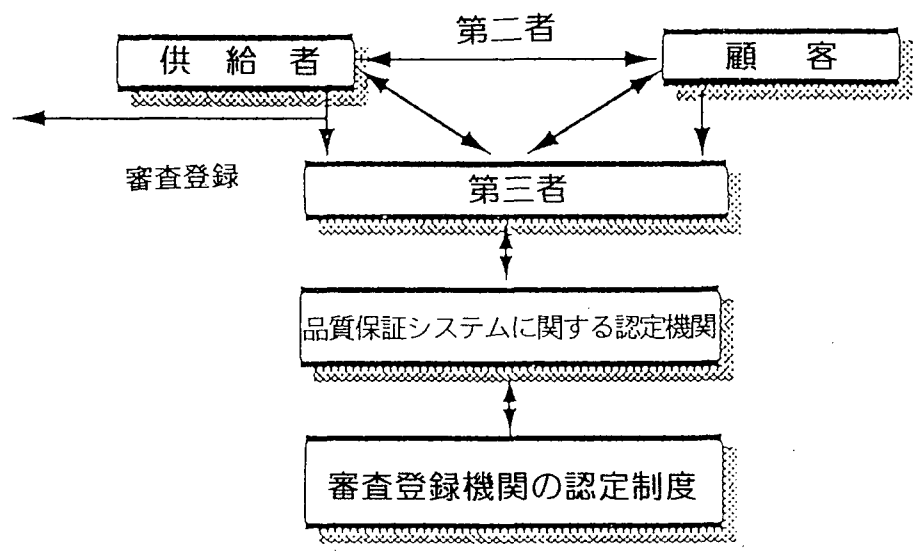 第二者
供給者
顧客
審査登録
第三者
品質保証システムに関する認定機関
審査登録機関の認定制度